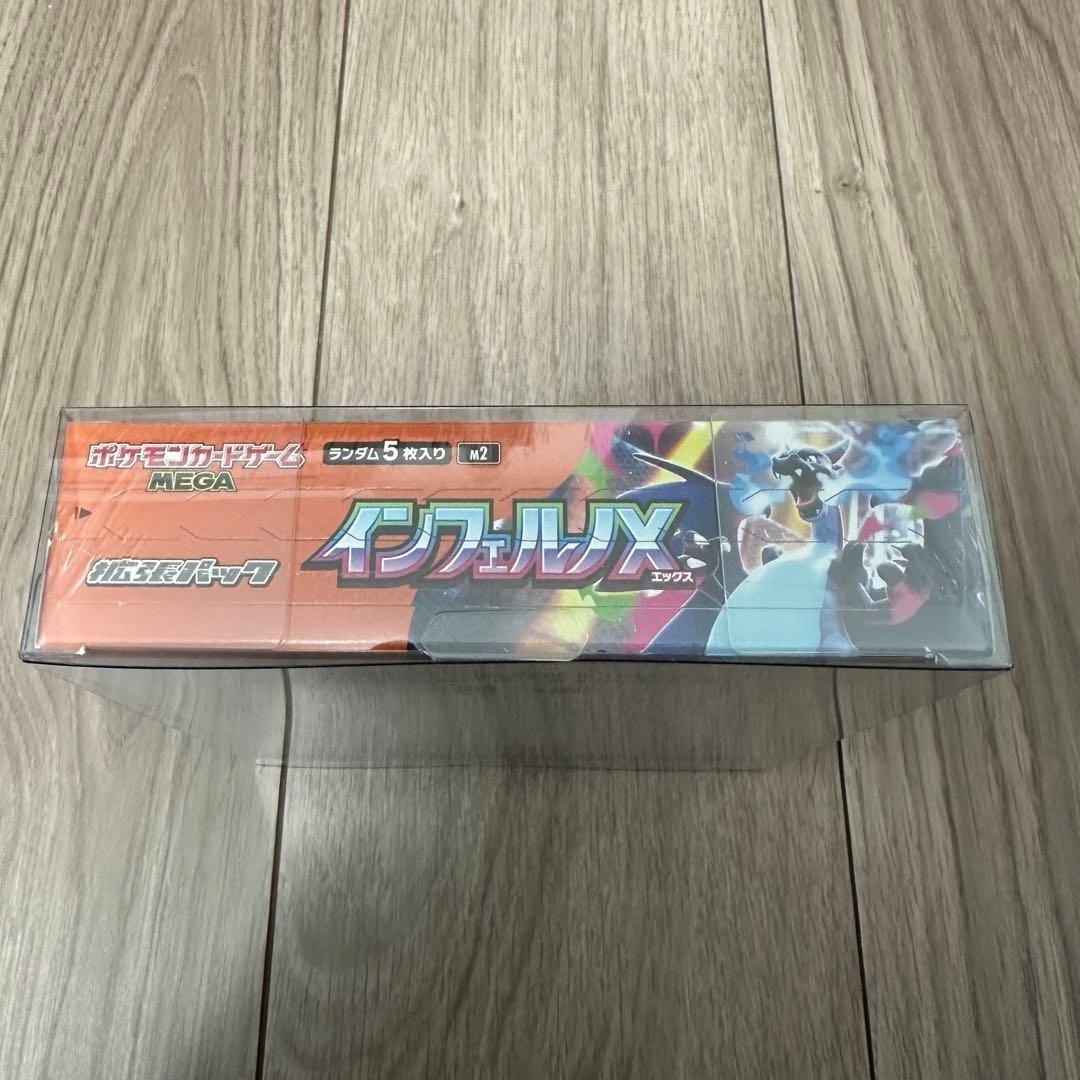 ポケモンカードゲーム
MEGA
ランダム5枚入り M2
インフェルノX
エックス
拡張パック